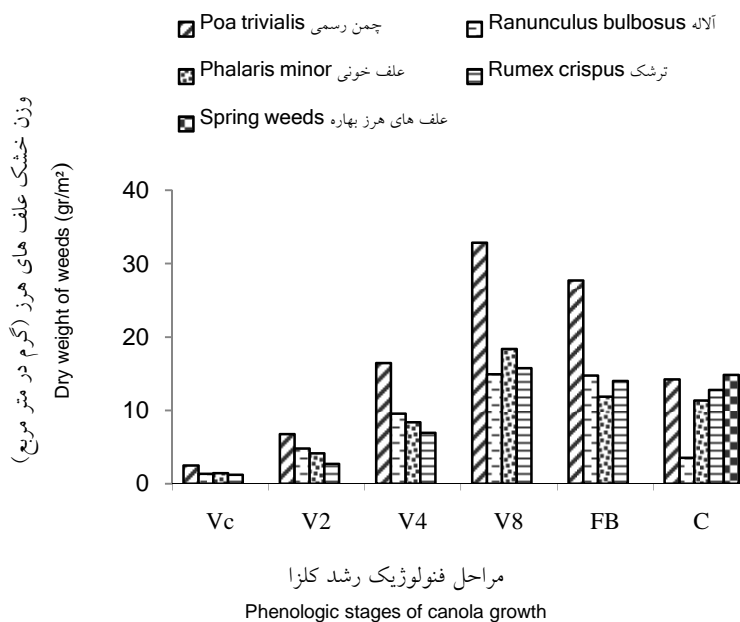 Poa trivialis چمن رسمی
Ranunculus bulbosus آلاله
Phalaris minor علف خونی
Rumex crispus ترشک
Spring weeds علف های هرز بهاره
وزن خشک علف های هرز (گرم در متر مربع)
Dry weight of weeds (gr/m²)
40
30
20
10
0
Vc V2 V4 V8 FB C
مراحل فنولوژیک رشد کلزا
Phenologic stages of canola growth